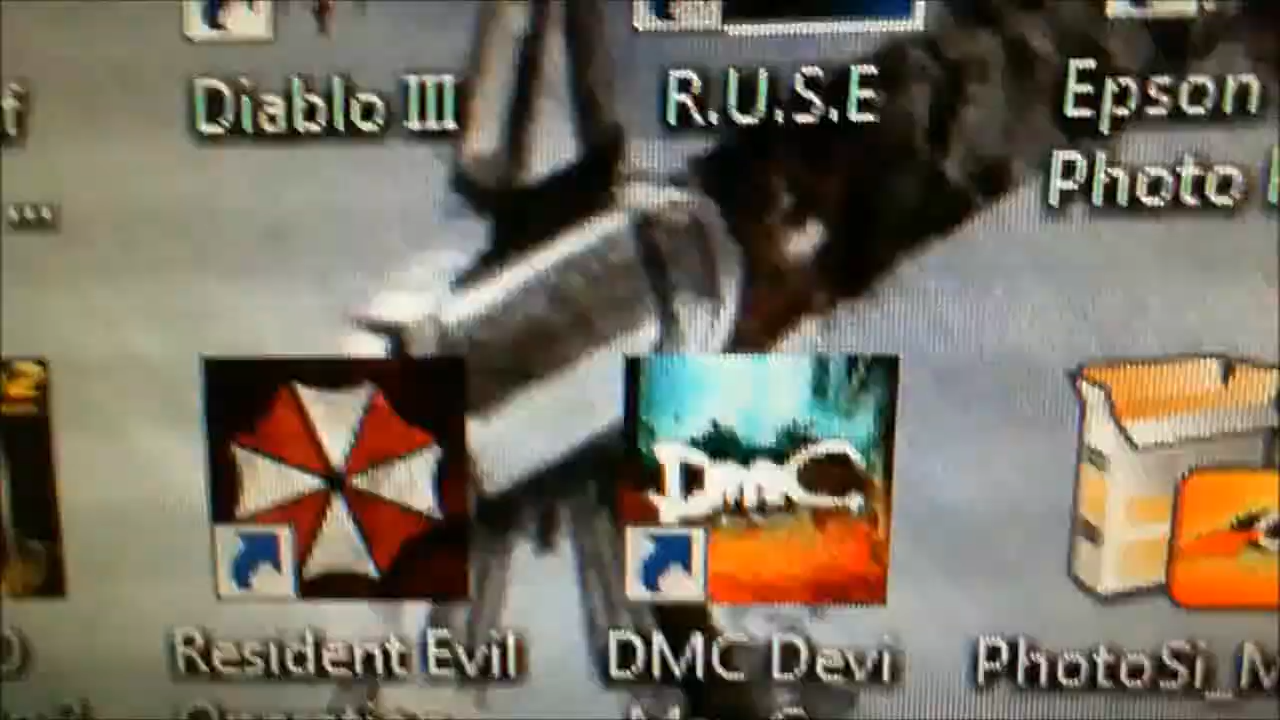 Diablo III
R.U.S.E
Epson
Photo
...
DmC
Resident Evil
DMC Devi
PhotoSi_M